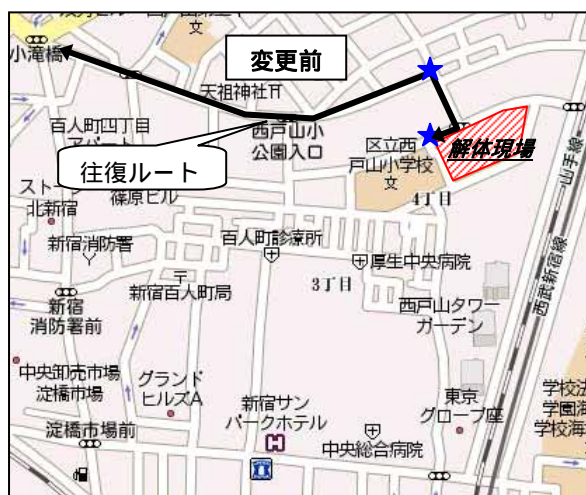 小滝橋
変更前
天祖神社
西戸山小
公園入口
百人町四丁目
アパート
往復ルート
区立西
戸山小学校
文
解体現場
山手線
西武新宿線
4丁目
ストーク
北新宿
篠原ビル
新宿消防署
百人町診療所
厚生中央病院
新宿百人町局
3丁目
新宿
消防署前
西戸山タワー
ガーデン
中央卸売市場
淀橋市場
グランド
ヒルズA
新宿サン
パークホテル
東京
グローブ座
学校法
学園海
学校海
淀橋市場前
中央総合病院